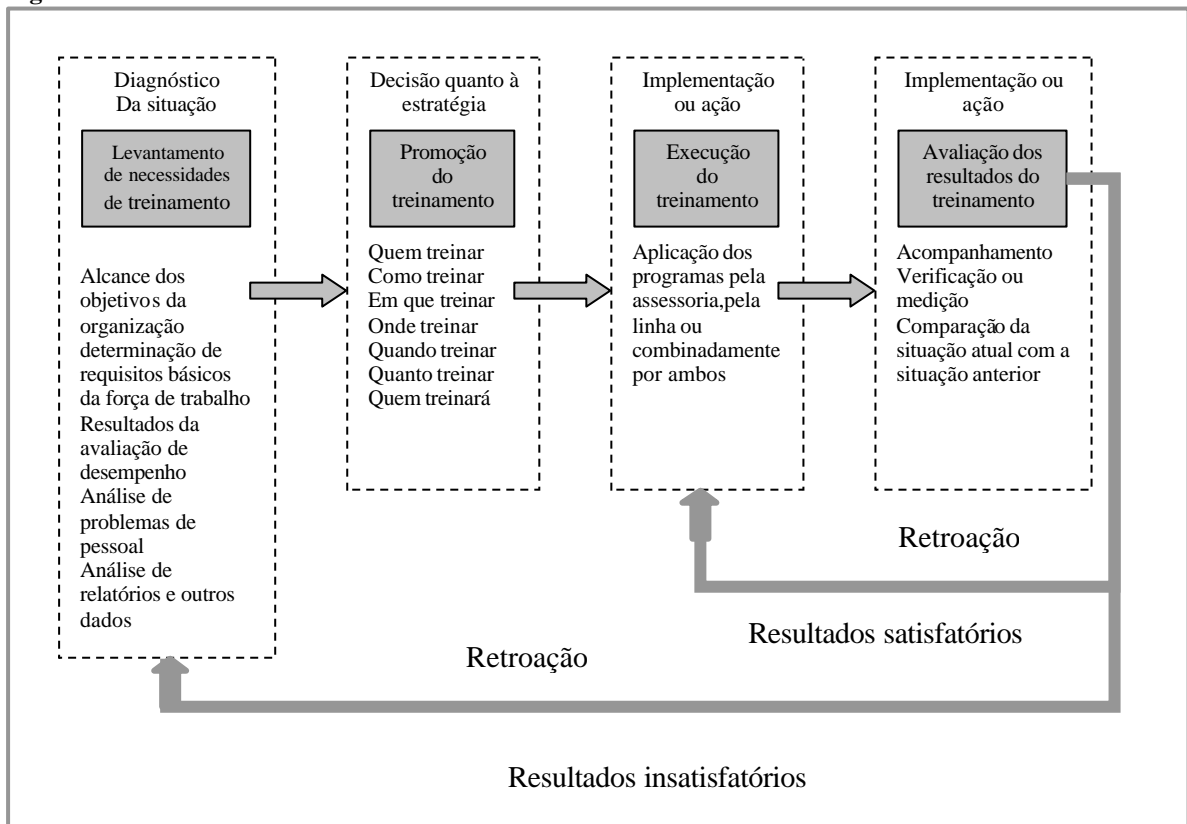 Diagnóstico
Da situação
Levantamento
de necessidades
de treinamento
Alcance dos
objetivos da
organização
determinação de
requisitos básicos
da força de trabalho
Resultados da
avaliação de
desempenho
Análise de
problemas de
pessoal
Análise de
relatórios e outros
dados
Decisão quanto à
estratégia
Promoção
do
treinamento
Quem treinar
Como treinar
Em que treinar
Onde treinar
Quando treinar
Quanto treinar
Quem treinará
Implementação
ou ação
Execução
do
treinamento
Aplicação dos
programas pela
assessoria,pela
linha ou
combinadamente
por ambos
Implementação ou
ação
Avaliação dos
resultados do
treinamento
Acompanhamento
Verificação ou
medição
Comparação da
situação atual com a
situação anterior
Retroação
Resultados satisfatórios
Retroação
Resultados insatisfatórios